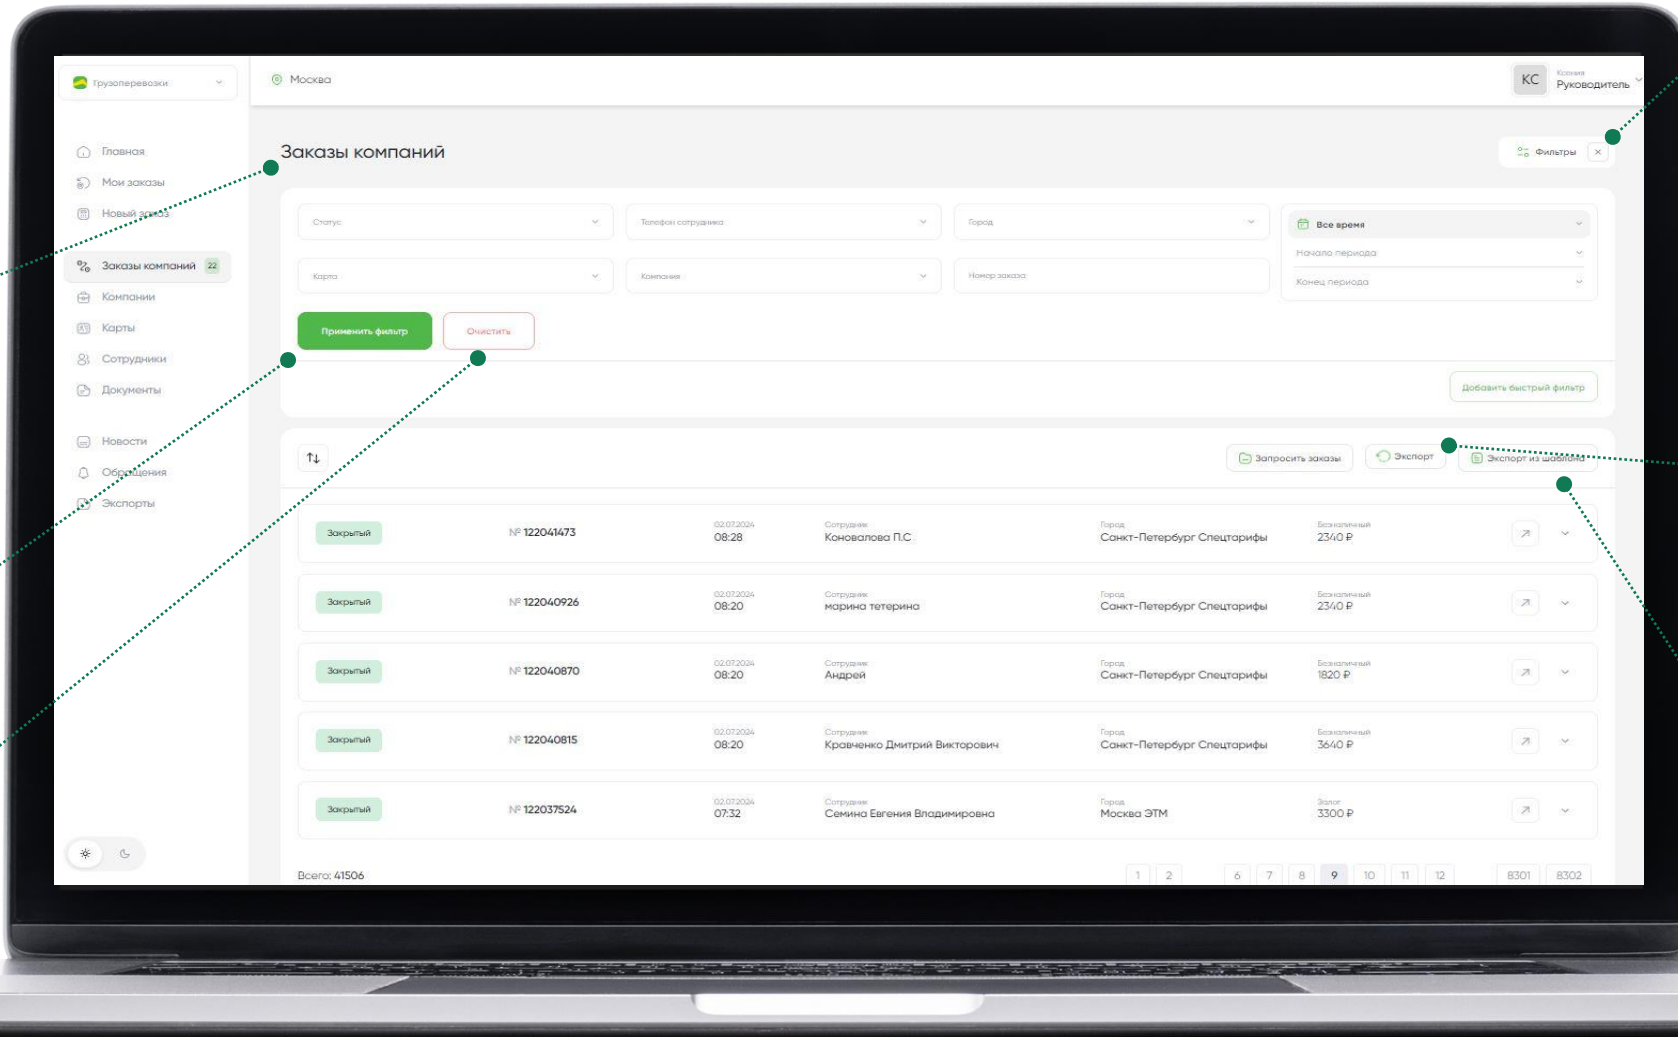 Грузоперевозки
Москва
КС
Ксения
Руководитель
Главная
Мои заказы
Новый заказ
Заказы компаний 22
Компании
Карты
Сотрудники
Документы
Новости
Обращения
Экспорты
Заказы компаний
Фильтры
Статус
Телефон сотрудника
Город
Все время
Начало периода
Конец периода
Карта
Компания
Номер заказа
Применить фильтр
Очистить
Добавить быстрый фильтр
Запросить заказы
Экспорт
Экспорт из шаблона
Закрытый
№ 122041473
02.07.2024
08:28
Сотрудник
Коновалова П.С
Город
Санкт-Петербург Спецтарифы
Безналичный
2340 ₽
Закрытый
№ 122040926
02.07.2024
08:20
Сотрудник
марина тетерина
Город
Санкт-Петербург Спецтарифы
Безналичный
2340 ₽
Закрытый
№ 122040870
02.07.2024
08:20
Сотрудник
Андрей
Город
Санкт-Петербург Спецтарифы
Безналичный
1820 ₽
Закрытый
№ 122040815
02.07.2024
08:20
Сотрудник
Кравченко Дмитрий Викторович
Город
Санкт-Петербург Спецтарифы
Безналичный
3640 ₽
Закрытый
№ 122037524
02.07.2024
07:32
Сотрудник
Семина Евгения Владимировна
Город
Москва ЭТМ
Залог
3300 ₽
Всего: 41506
1 2 6 7 8 9 10 11 12 8301 8302